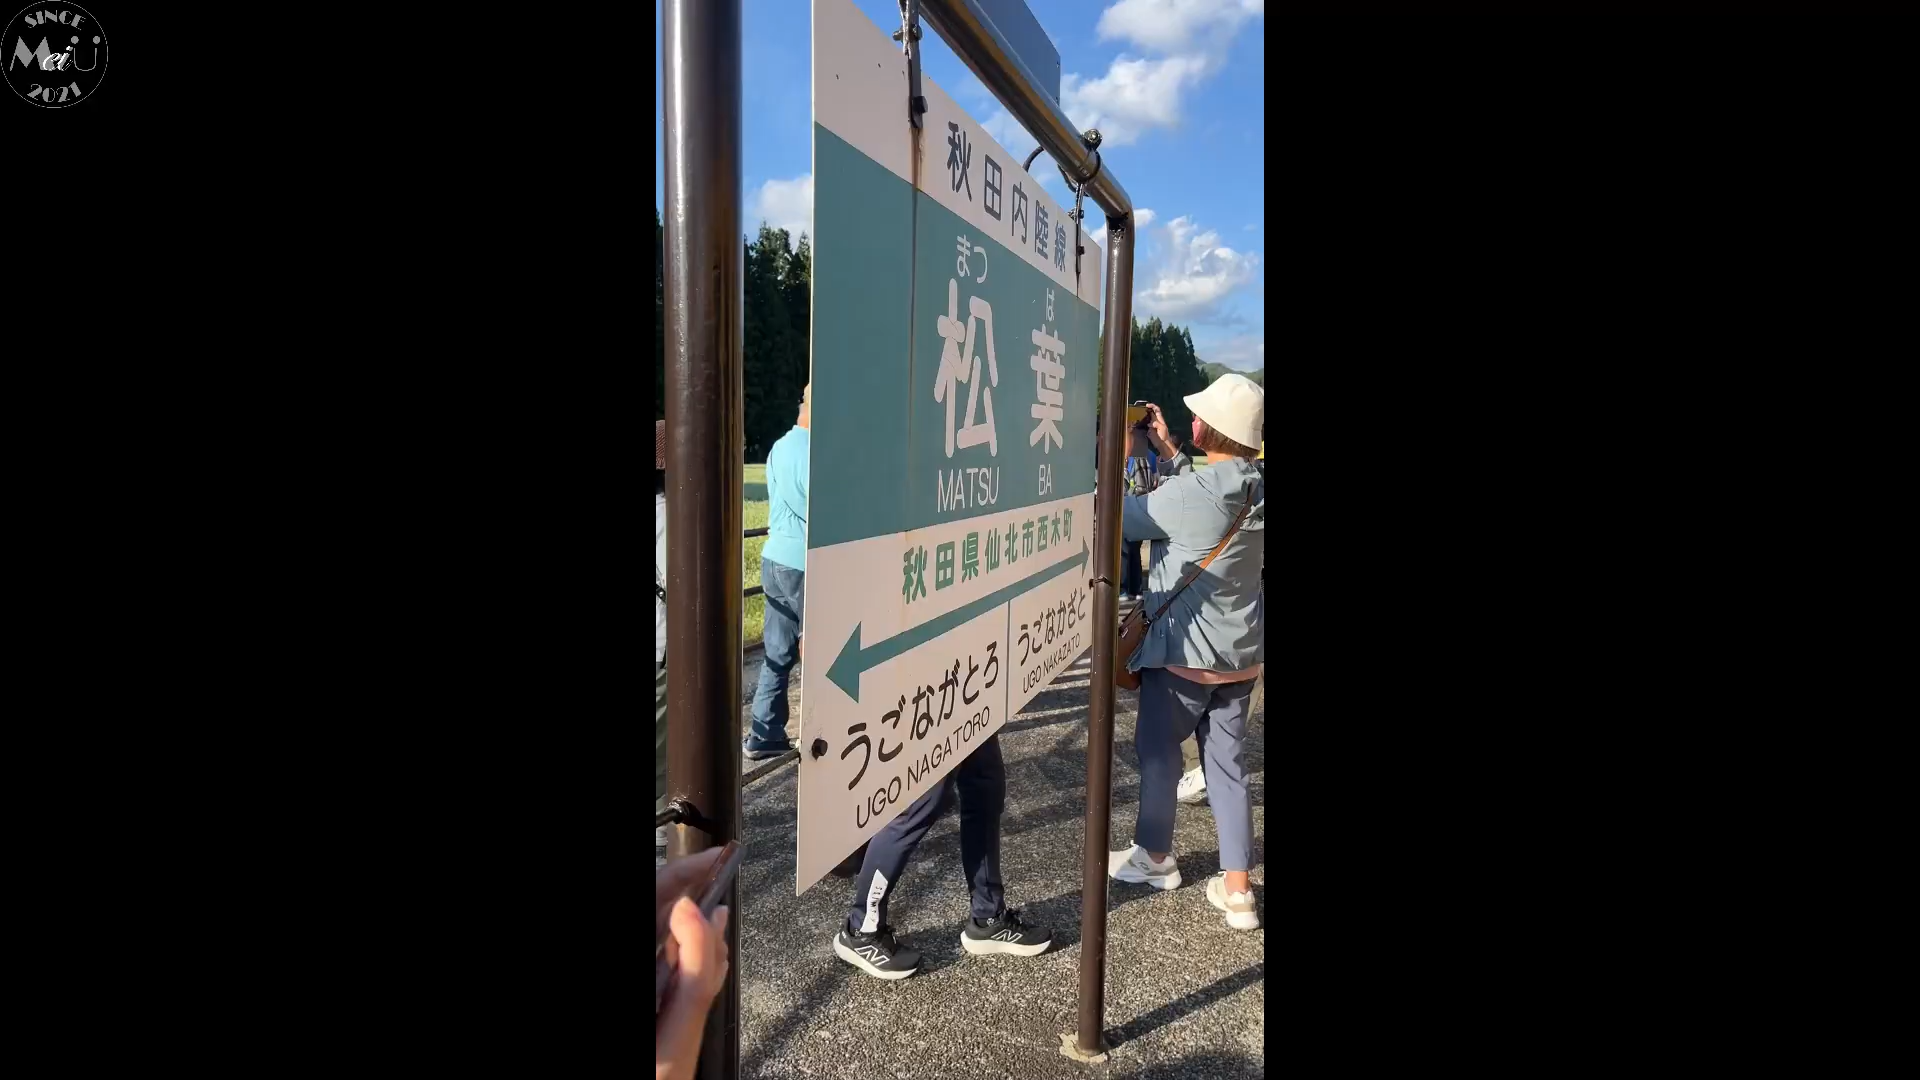 SINCE
MeiÜ
2021
秋田内陸線
まつ は
松葉
MATSU BA
秋田県仙北市西木町
うごながとろ うごなかざと
UGO NAGATORO UGO NAKAZATO
N
N